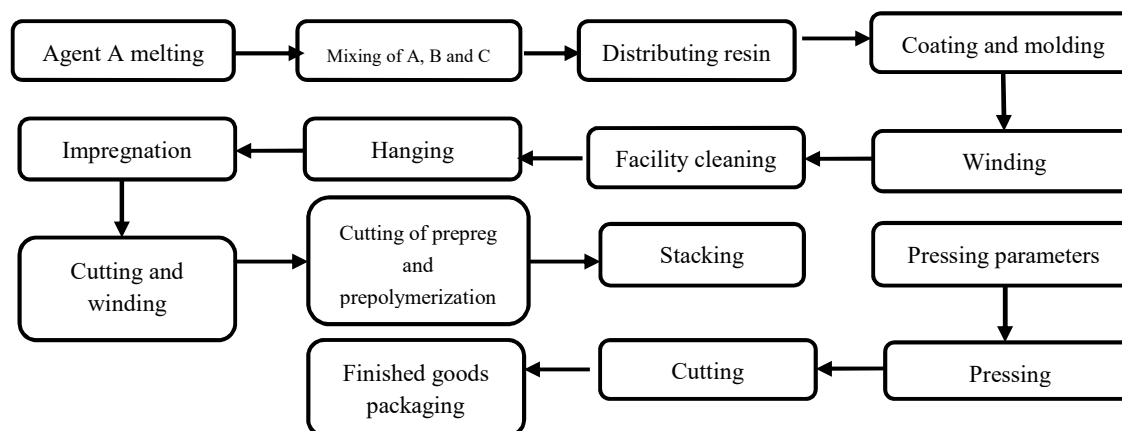 Agent A melting
Mixing of A, B and C
Distributing resin
Coating and molding
Winding
Facility cleaning
Hanging
Impregnation
Cutting and
winding
Cutting of prepreg
and
prepolymerization
Stacking
Pressing parameters
Pressing
Cutting
Finished goods
packaging